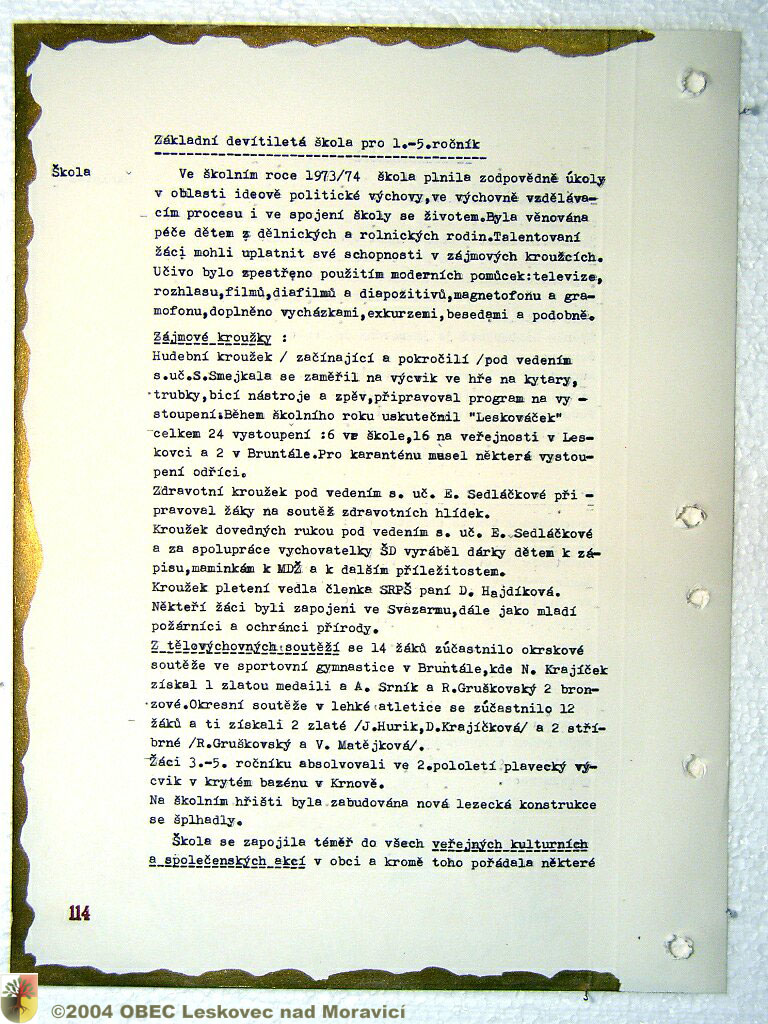 Základní devítiletá škola pro 1.-5.ročník
Škola
Ve školním roce 1973/74 škola plnila zodpovědně úkoly
v oblasti ideově politické výchovy,ve výchovně vzděláva-
cím procesu i ve spojení školy se životem.Byla věnována
péče dětem z dělnických a rolnických rodin.Talentovaní
žáci mohli uplatnit své schopnosti v zájmových kroužcích.
Učivo bylo zpestřeno použitím moderních pomůcek:televize,
rozhlasu,filmů,diafilmů a diapozitivů,magnetofonu a gra-
mofonu,doplněno vycházkami,exkurzemi,besedami a podobně.
Zájmové kroužky :
Hudební kroužek / začínající a pokročilí /pod vedením
s.uč.S.Smejkala se zaměřil na výcvik ve hře na kytary,
trubky,bicí nástroje a zpěv,připravoval program na vy -
stoupení.Během školního roku uskutečnil "Leskováček"
celkem 24 vystoupení :6 ve škole,16 na veřejnosti v Les-
kovci a 2 v Bruntále.Pro karanténu musel některá vystou-
pení odříci.
Zdravotní kroužek pod vedením s. uč. E. Sedláčkové při -
pravoval žáky na soutěž zdravotních hlídek.
Kroužek dovedných rukou pod vedením s. uč. E. Sedláčkové
a za spolupráce vychovatelky ŠD vyráběl dárky dětem k zá-
pisu,maminkám k MDŽ a k dalším příležitostem.
Kroužek pletení vedla členka SRPŠ paní D. Hajdíková.
Někteří žáci byli zapojeni ve Svazarmu,dále jako mladí
požárníci a ochránci přírody.
Z tělovýchovných soutěží se 14 žáků zúčastnilo okrskové
soutěže ve sportovní gymnastice v Bruntále,kde N. Krajíček
získal 1 zlatou medaili a A. Srník a R.Gruškovský 2 bron-
zové.Okresní soutěže v lehké atletice se zúčastnilo 12
žáků a ti získali 2 zlaté /J.Hurik,D.Krajíčková/ a 2 stří-
brné /R.Gruškovský a V. Matějková/.
Žáci 3.-5. ročníku absolvovali ve 2.pololetí plavecký vý-
cvik v krytém bazénu v Krnově.
Na školním hřišti byla zabudována nová lezecká konstrukce
se šplhadly.
Škola se zapojila téměř do všech veřejných kulturních
a společenských akcí v obci a kromě toho pořádala některé
114
©2004 OBEC Leskovec nad Moravicí